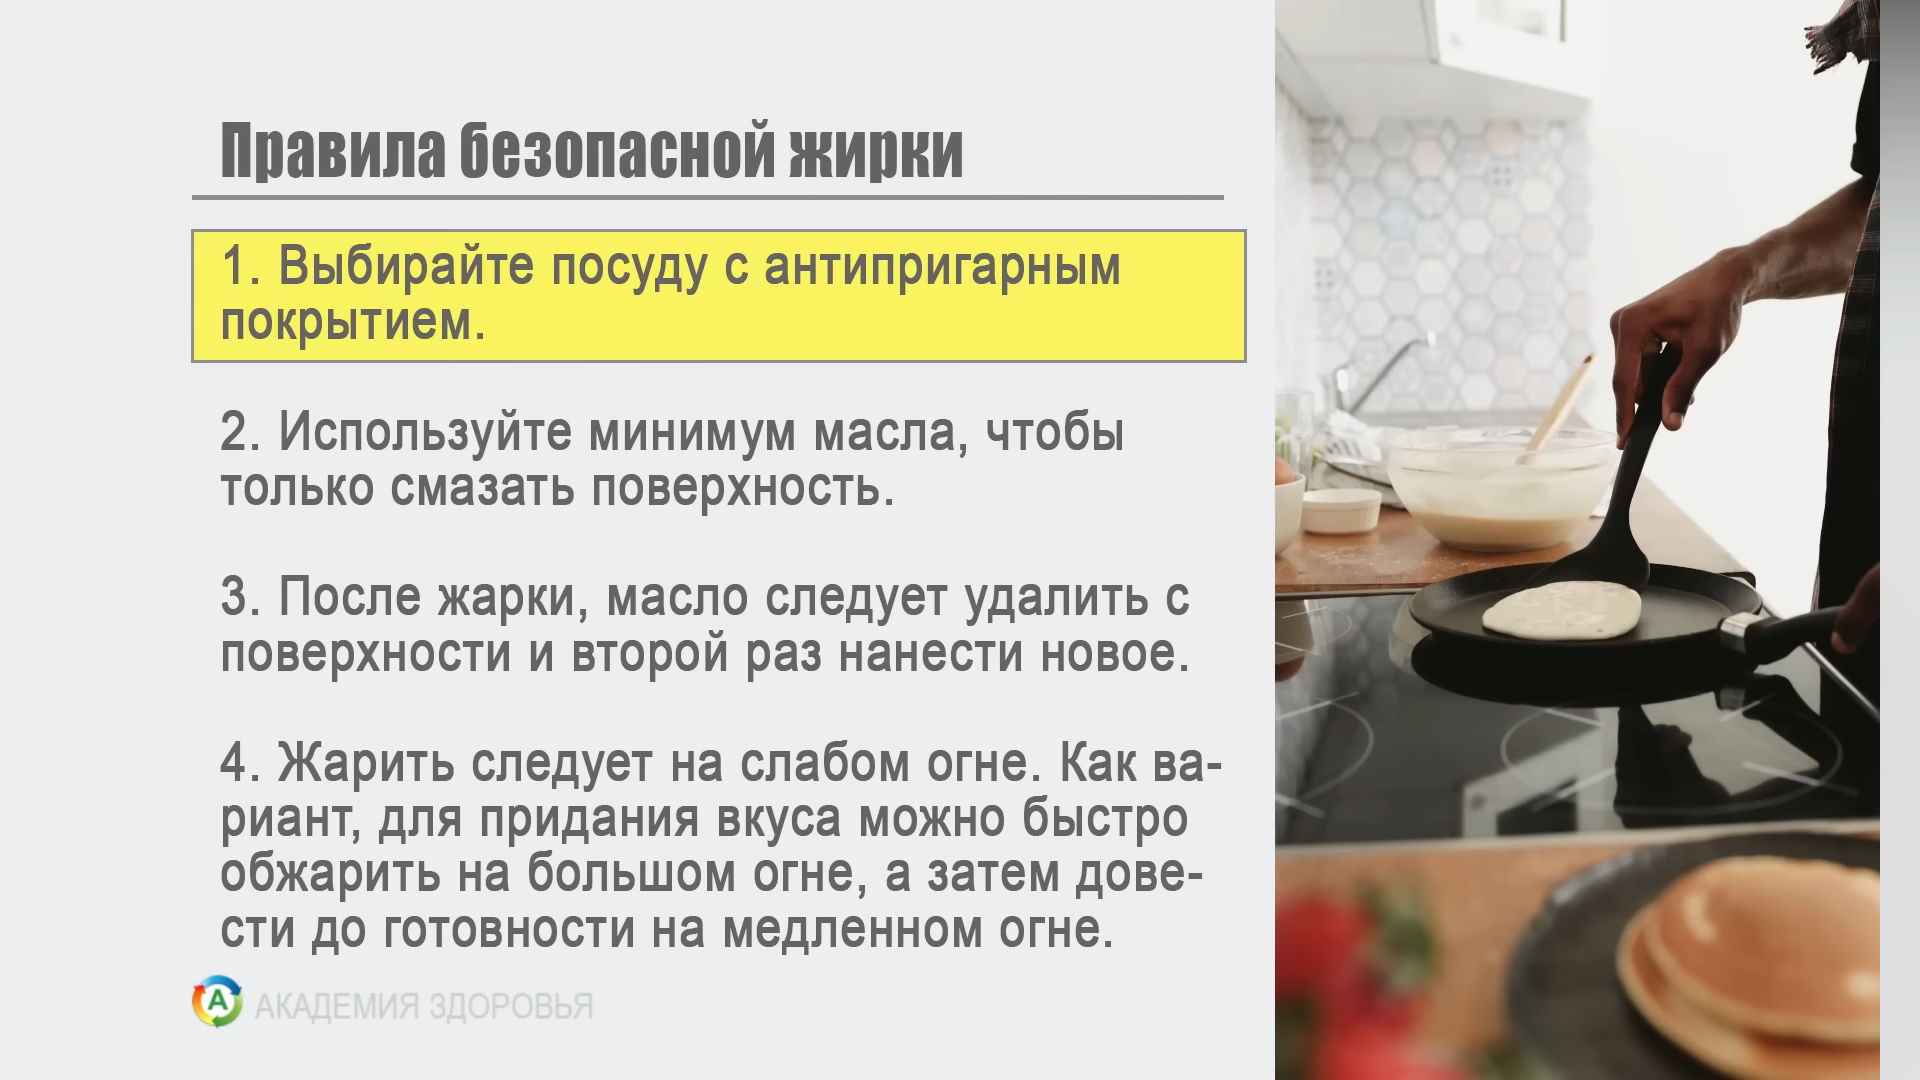 Правила безопасной жирки
1. Выбирайте посуду с антипригарным
покрытием.
2. Используйте минимум масла, чтобы
только смазать поверхность.
3. После жарки, масло следует удалить с
поверхности и второй раз нанести новое.
4. Жарить следует на слабом огне. Как ва-
риант, для придания вкуса можно быстро
обжарить на большом огне, а затем дове-
сти до готовности на медленном огне.
А АКАДЕМИЯ ЗДОРОВЬЯ